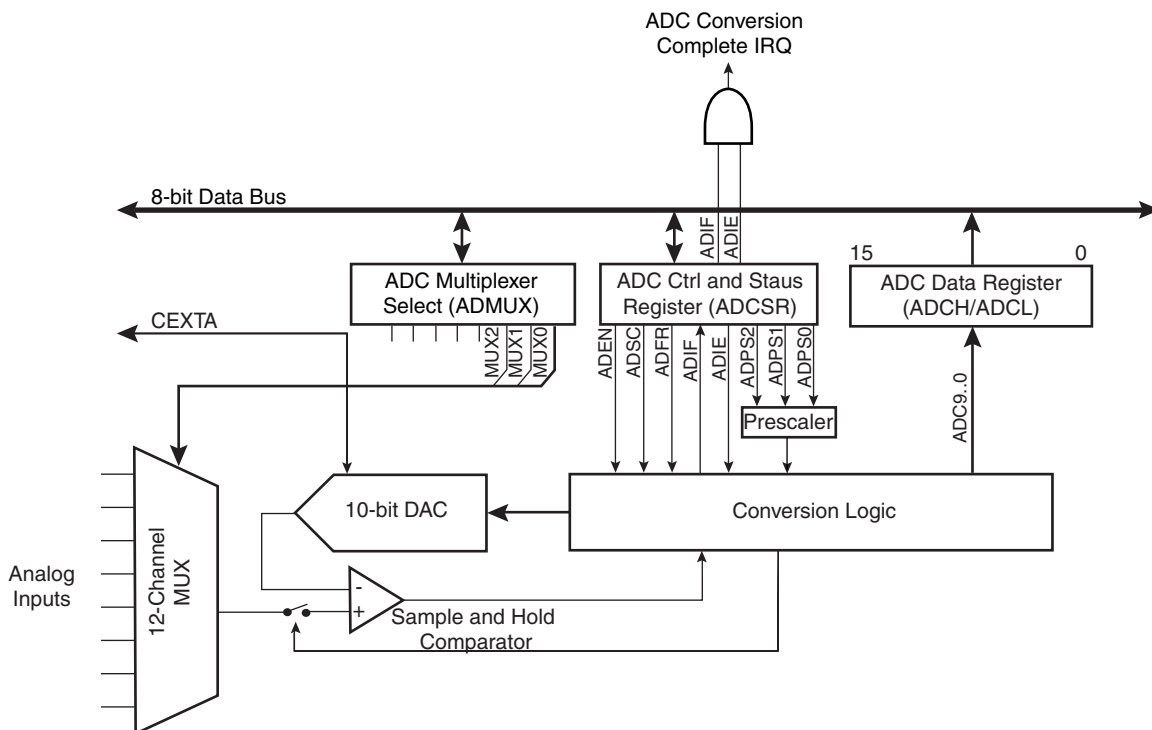 ADC Conversion
Complete IRQ
8-bit Data Bus
ADIF
ADIE
15
0
ADC Multiplexer
Select (ADMUX)
ADC Ctrl and Staus
Register (ADCSR)
ADC Data Register
(ADCH/ADCL)
CEXTA
MUX2
MUX1
MUX0
ADEN
ADSC
ADFR
ADIF
ADIE
ADPS2
ADPS1
ADPS0
ADC9..0
Prescaler
10-bit DAC
Conversion Logic
Analog
Inputs
12-Channel
MUX
-
+
Sample and Hold
Comparator